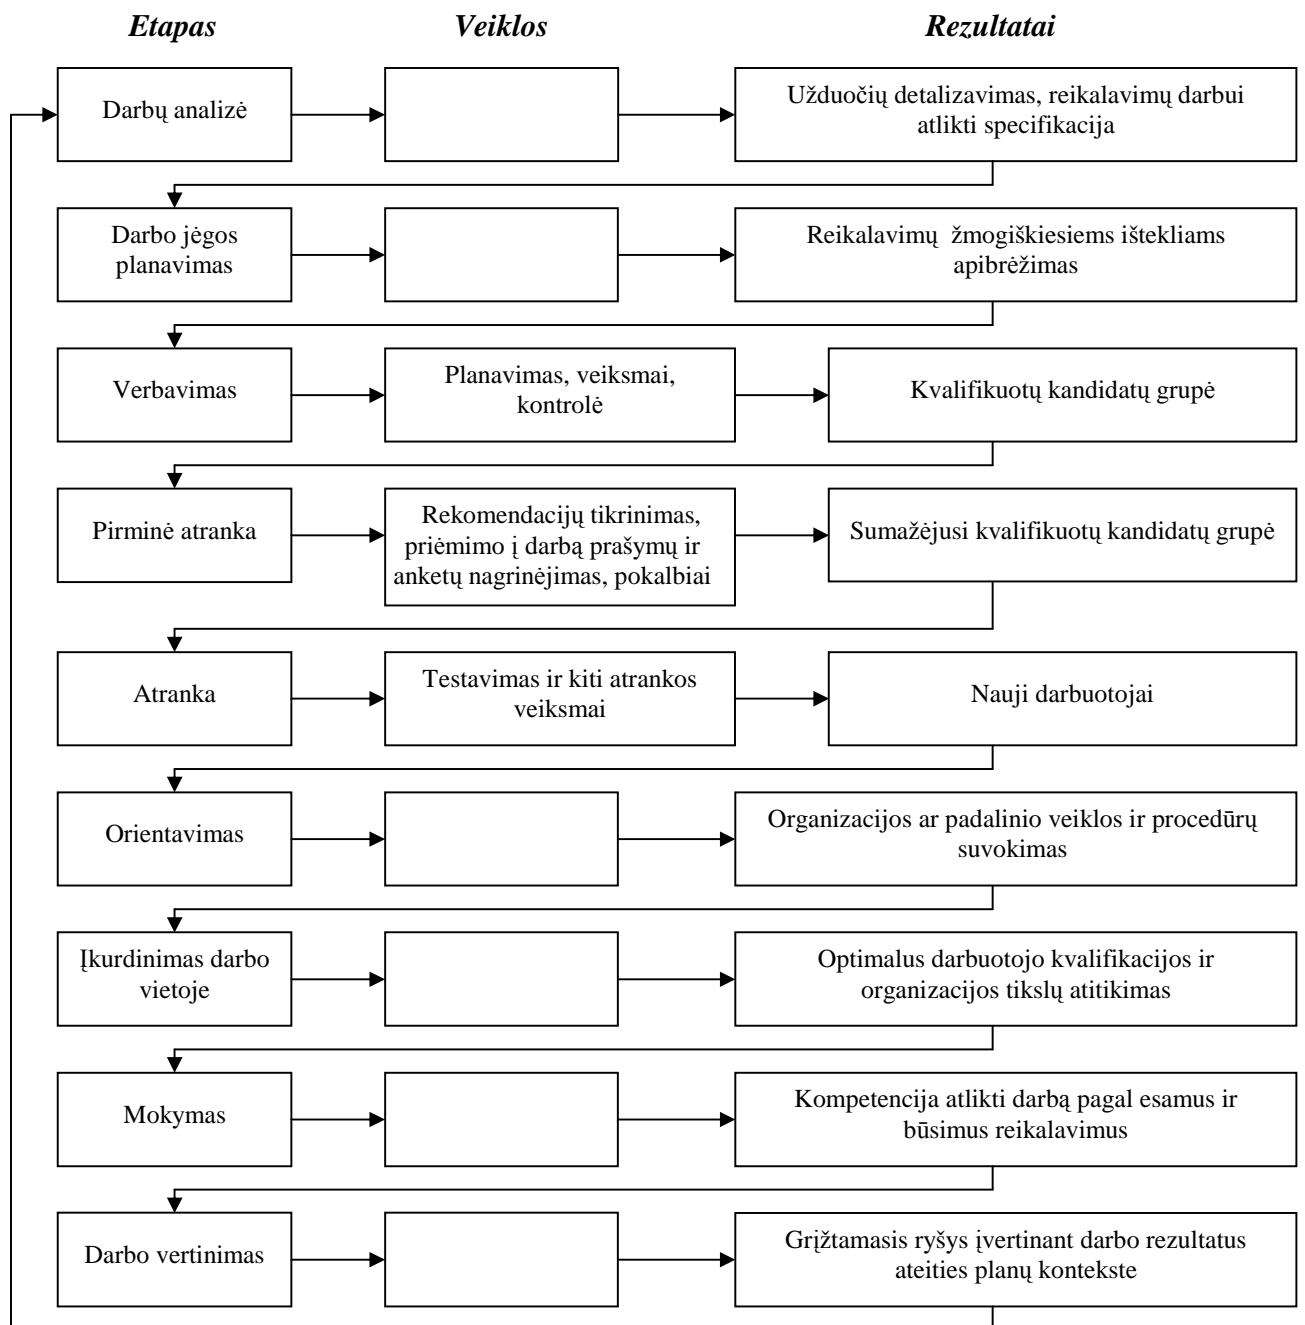 Etapas Veiklos Rezultatai
Darbų analizė
Užduočių detalizavimas, reikalavimų darbui
atlikti specifikacija
Darbo jėgos
planavimas
Reikalavimų žmogiškiesiems ištekliams
apibrėžimas
Verbavimas
Planavimas, veiksmai,
kontrolė
Kvalifikuotų kandidatų grupė
Pirminė atranka
Rekomendacijų tikrinimas,
priėmimo į darbą prašymų ir
anketų nagrinėjimas, pokalbiai
Sumažėjusi kvalifikuotų kandidatų grupė
Atranka
Testavimas ir kiti atrankos
veiksmai
Nauji darbuotojai
Orientavimas
Organizacijos ar padalinio veiklos ir procedūrų
suvokimas
Įkurdinimas darbo
vietoje
Optimalus darbuotojo kvalifikacijos ir
organizacijos tikslų atitikimas
Mokymas
Kompetencija atlikti darbą pagal esamus ir
būsimus reikalavimus
Darbo vertinimas
Grįžtamasis ryšys įvertinant darbo rezultatus
ateities planų kontekste